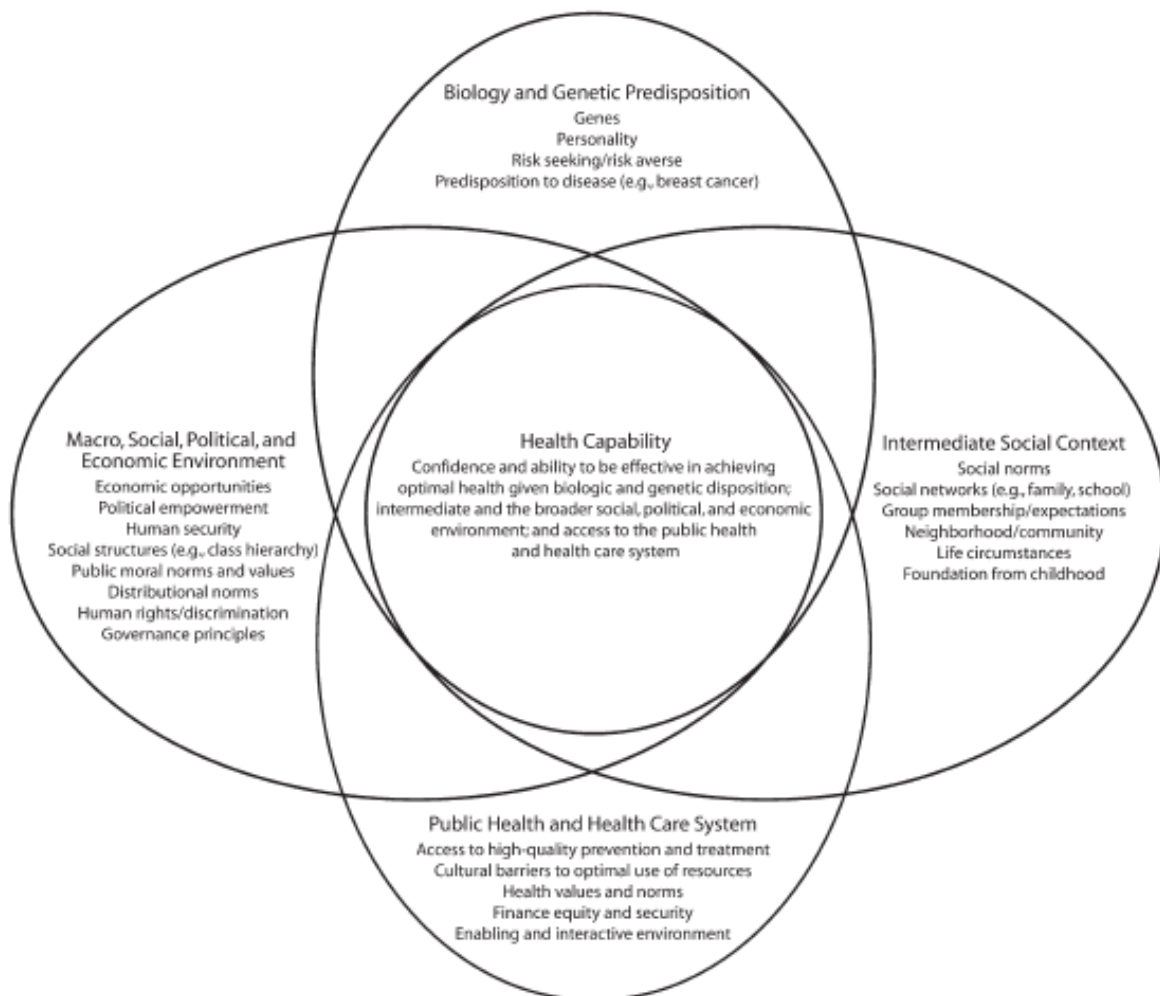 Biology and Genetic Predisposition
Genes
Personality
Risk seeking/risk averse
Predisposition to disease (e.g., breast cancer)
Macro, Social, Political, and
Economic Environment
Economic opportunities
Political empowerment
Human security
Social structures (e.g., class hierarchy)
Public moral norms and values
Distributional norms
Human rights/discrimination
Governance principles
Health Capability
Confidence and ability to be effective in achieving
optimal health given biologic and genetic disposition;
intermediate and the broader social, political, and economic
environment; and access to the public health
and health care system
Intermediate Social Context
Social norms
Social networks (e.g., family, school)
Group membership/expectations
Neighborhood/community
Life circumstances
Foundation from childhood
Public Health and Health Care System
Access to high-quality prevention and treatment
Cultural barriers to optimal use of resources
Health values and norms
Finance equity and security
Enabling and interactive environment